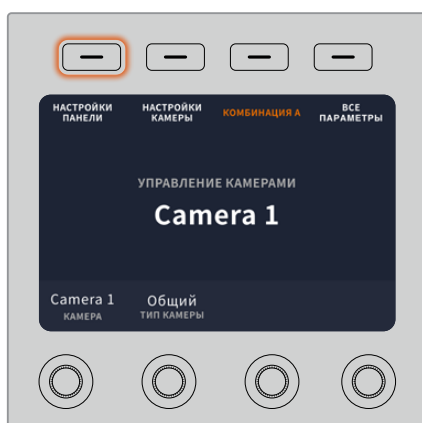 НАСТРОЙКИ ПАНЕЛИ
НАСТРОЙКИ КАМЕРЫ
КОМБИНАЦИЯ А
ВСЕ ПАРАМЕТРЫ
УПРАВЛЕНИЕ КАМЕРАМИ
Camera 1
Camera 1
КАМЕРА
Общий
ТИП КАМЕРЫ